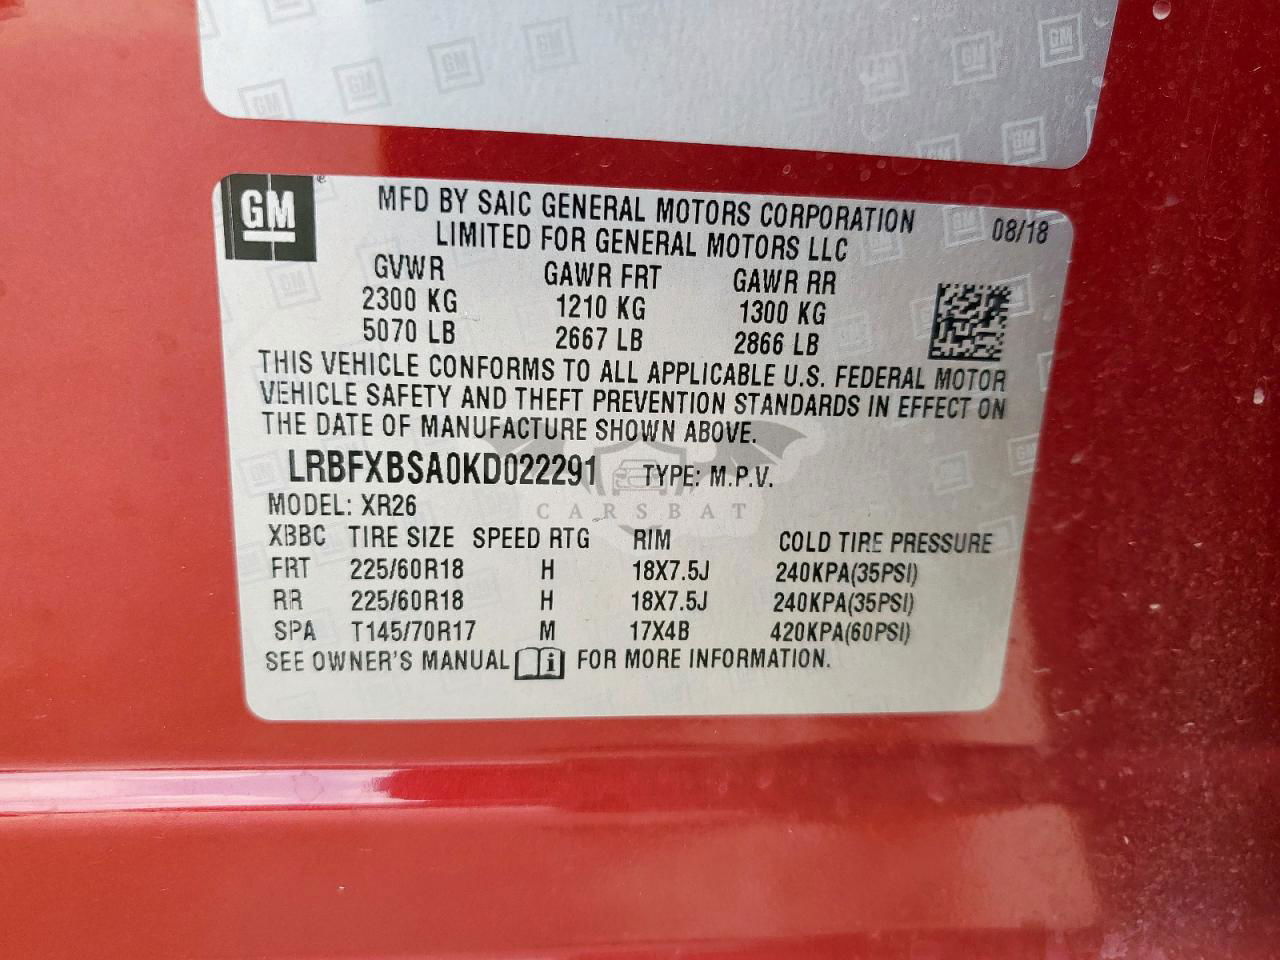 GM
MFD BY SAIC GENERAL MOTORS CORPORATION
LIMITED FOR GENERAL MOTORS LLC
08/18
GVWR GAWR FRT GAWR RR
2300 KG 1210 KG 1300 KG
5070 LB 2667 LB 2866 LB
THIS VEHICLE CONFORMS TO ALL APPLICABLE U.S. FEDERAL MOTOR
VEHICLE SAFETY AND THEFT PREVENTION STANDARDS IN EFFECT ON
THE DATE OF MANUFACTURE SHOWN ABOVE.
LRBFXBSA0KD022291 TYPE: M.P.V.
MODEL: XR26
CARSBAT
XBBC TIRE SIZE SPEED RTG RIM COLD TIRE PRESSURE
FRT 225/60R18 H 18X7.5J 240KPA(35PSI)
RR 225/60R18 H 18X7.5J 240KPA(35PSI)
SPA T145/70R17 M 17X4B 420KPA(60PSI)
SEE OWNER'S MANUAL i FOR MORE INFORMATION.